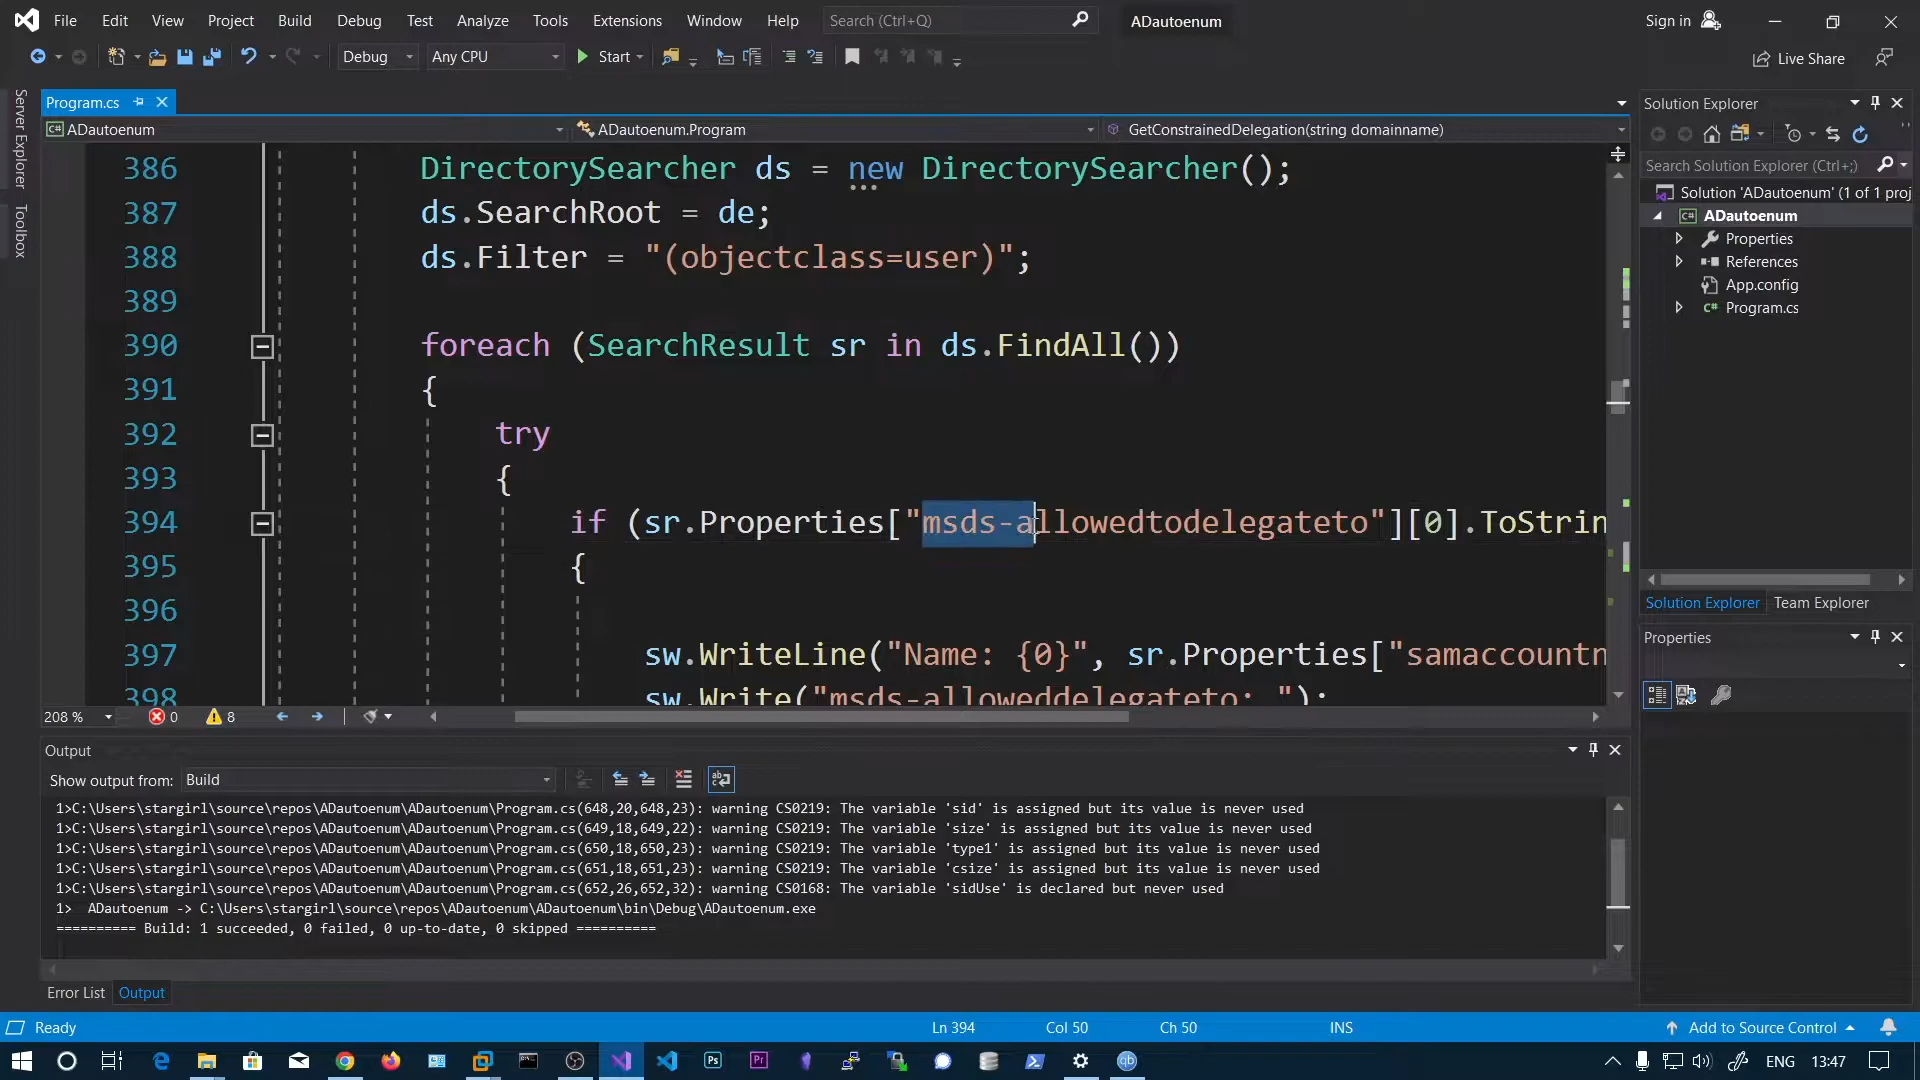 File Edit View Project Build Debug Test Analyze Tools Extensions Window Help Search (Ctrl+Q) ADautoenum Sign in
Debug Any CPU Start Live Share
Server Explorer
Toolbox
Program.cs
ADautoenum ADautoenum.Program GetConstrainedDelegation(string domainname)
386 DirectorySearcher ds = new DirectorySearcher();
387 ds.SearchRoot = de;
388 ds.Filter = "(objectclass=user)";
389
390 foreach (SearchResult sr in ds.FindAll())
391 {
392 try
393 {
394 if (sr.Properties["msds-allowedtodelegateto"][0].ToStrin
395 {
396
397 sw.WriteLine("Name: {0}", sr.Properties["samaccountn
398 sw.Write("msds-alloweddelegateto: ");
208 % 0 8
Output
Show output from: Build
1>C:\Users\stargirl\source\repos\ADautoenum\ADautoenum\Program.cs(648,20,648,23): warning CS0219: The variable 'sid' is assigned but its value is never used
1>C:\Users\stargirl\source\repos\ADautoenum\ADautoenum\Program.cs(649,18,649,22): warning CS0219: The variable 'size' is assigned but its value is never used
1>C:\Users\stargirl\source\repos\ADautoenum\ADautoenum\Program.cs(650,18,650,23): warning CS0219: The variable 'type1' is assigned but its value is never used
1>C:\Users\stargirl\source\repos\ADautoenum\ADautoenum\Program.cs(651,18,651,23): warning CS0219: The variable 'csize' is assigned but its value is never used
1>C:\Users\stargirl\source\repos\ADautoenum\ADautoenum\Program.cs(652,26,652,32): warning CS0168: The variable 'sidUse' is declared but never used
1> ADautoenum -> C:\Users\stargirl\source\repos\ADautoenum\ADautoenum\bin\Debug\ADautoenum.exe
========== Build: 1 succeeded, 0 failed, 0 up-to-date, 0 skipped ==========
Error List Output
Solution Explorer
Search Solution Explorer (Ctrl+;)
Solution 'ADautoenum' (1 of 1 proj
ADautoenum
Properties
References
App.config
Program.cs
Solution Explorer Team Explorer
Properties
Ready Ln 394 Col 50 Ch 50 INS Add to Source Control
ENG 13:47